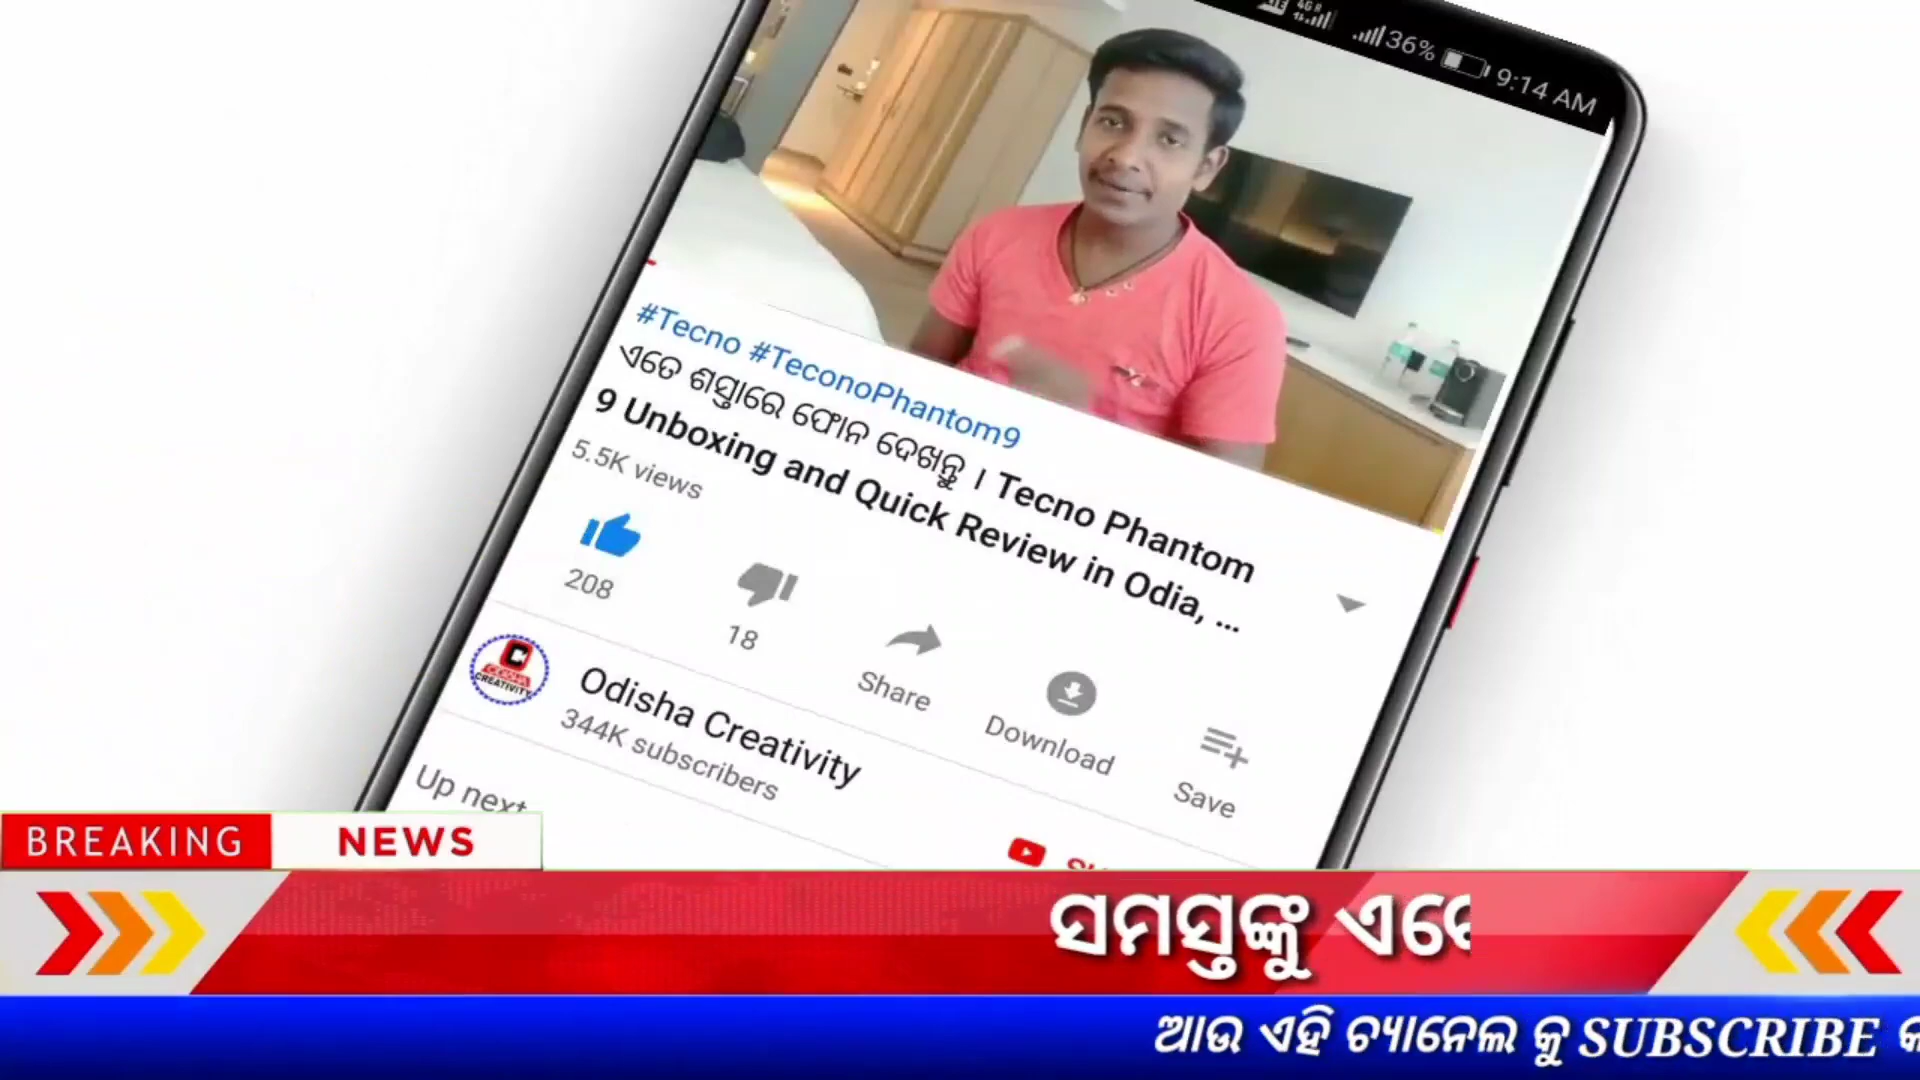 4G
36% 9:14 AM
#Tecno #TeconoPhantom9
ଏତେ ଶସ୍ତାରେ ଫୋନ ଦେଖନ୍ତୁ । Tecno Phantom
9 Unboxing and Quick Review in Odia, ...
5.5K views
208
18
Share
Download
Save
ODISHA
CREATIVITY
Odisha Creativity
344K subscribers
Up next
BREAKING NEWS
ସମସ୍ତଙ୍କୁ
ଆଉ ଏହି ଚ୍ୟାନେଲ କୁ SUBSCRIBE